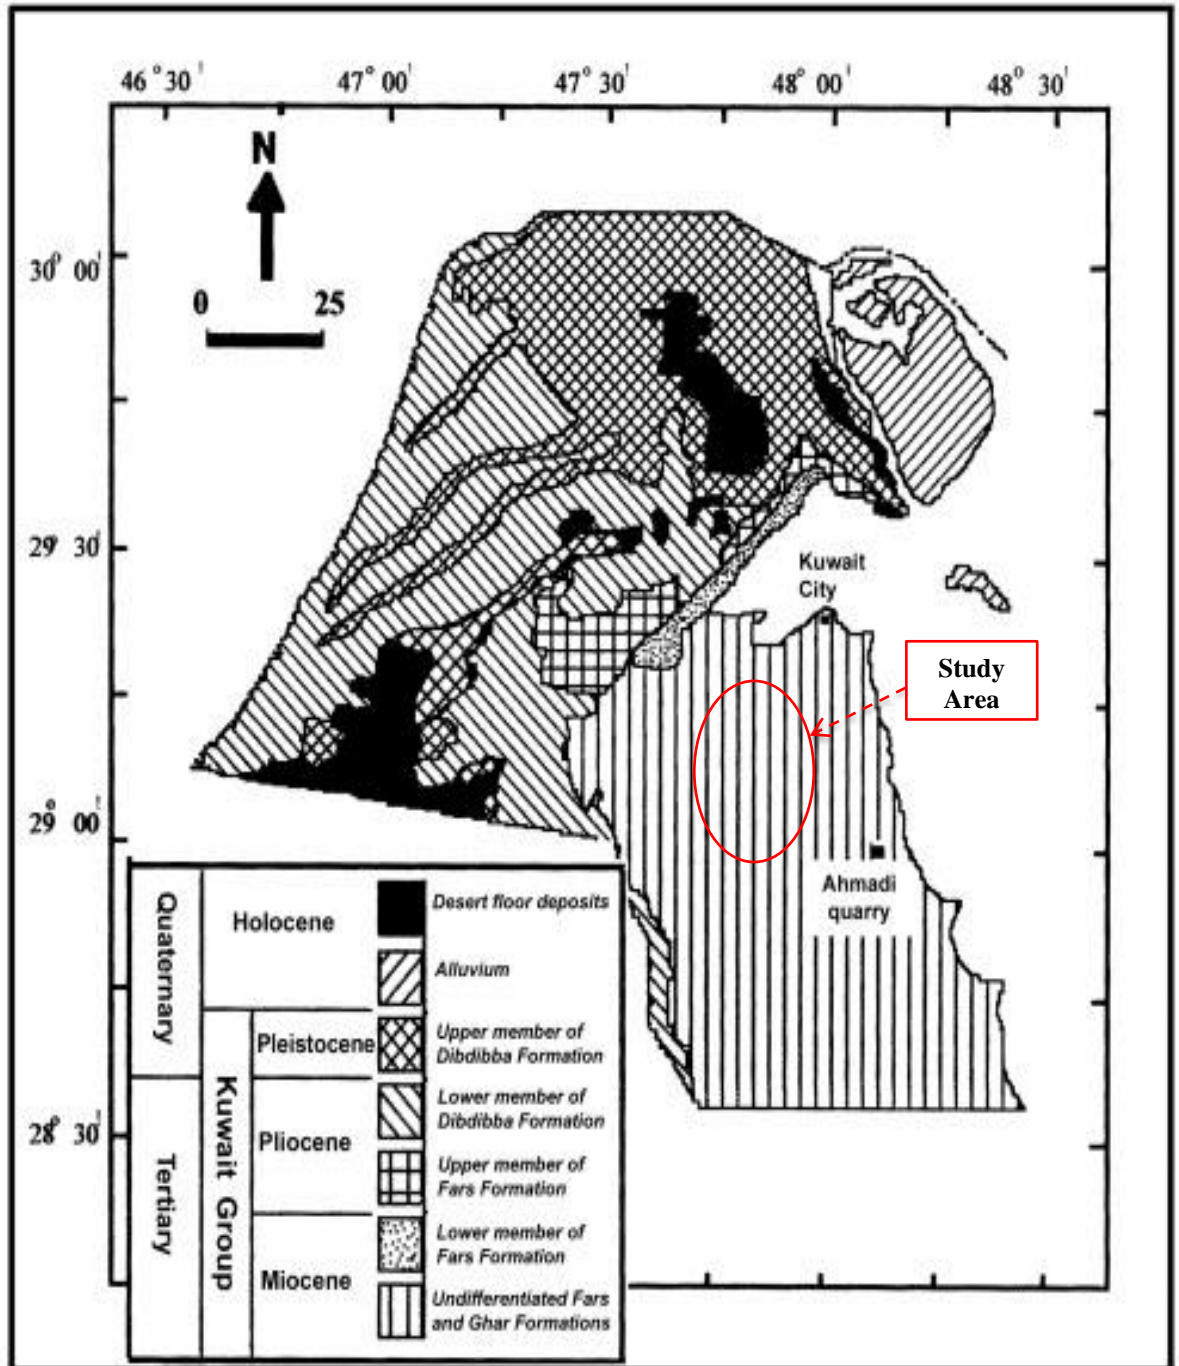 46° 30' 47° 00' 47° 30' 48° 00' 48° 30'
N
30° 00'
0 25
29° 30'
Kuwait
City
Study
Area
29° 00'
Ahmadi
quarry
28° 30'
Quaternary
Tertiary
Kuwait Group
Holocene
Pleistocene
Pliocene
Miocene
Desert floor deposits
Alluvium
Upper member of
Dibdibba Formation
Lower member of
Dibdibba Formation
Upper member of
Fars Formation
Lower member of
Fars Formation
Undifferentiated Fars
and Ghar Formations